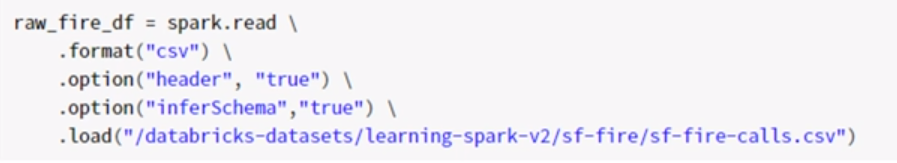 raw_fire_df = spark.read \
.format("csv") \
.option("header", "true") \
.option("inferSchema","true") \
.load("/databricks-datasets/learning-spark-v2/sf-fire/sf-fire-calls.csv")